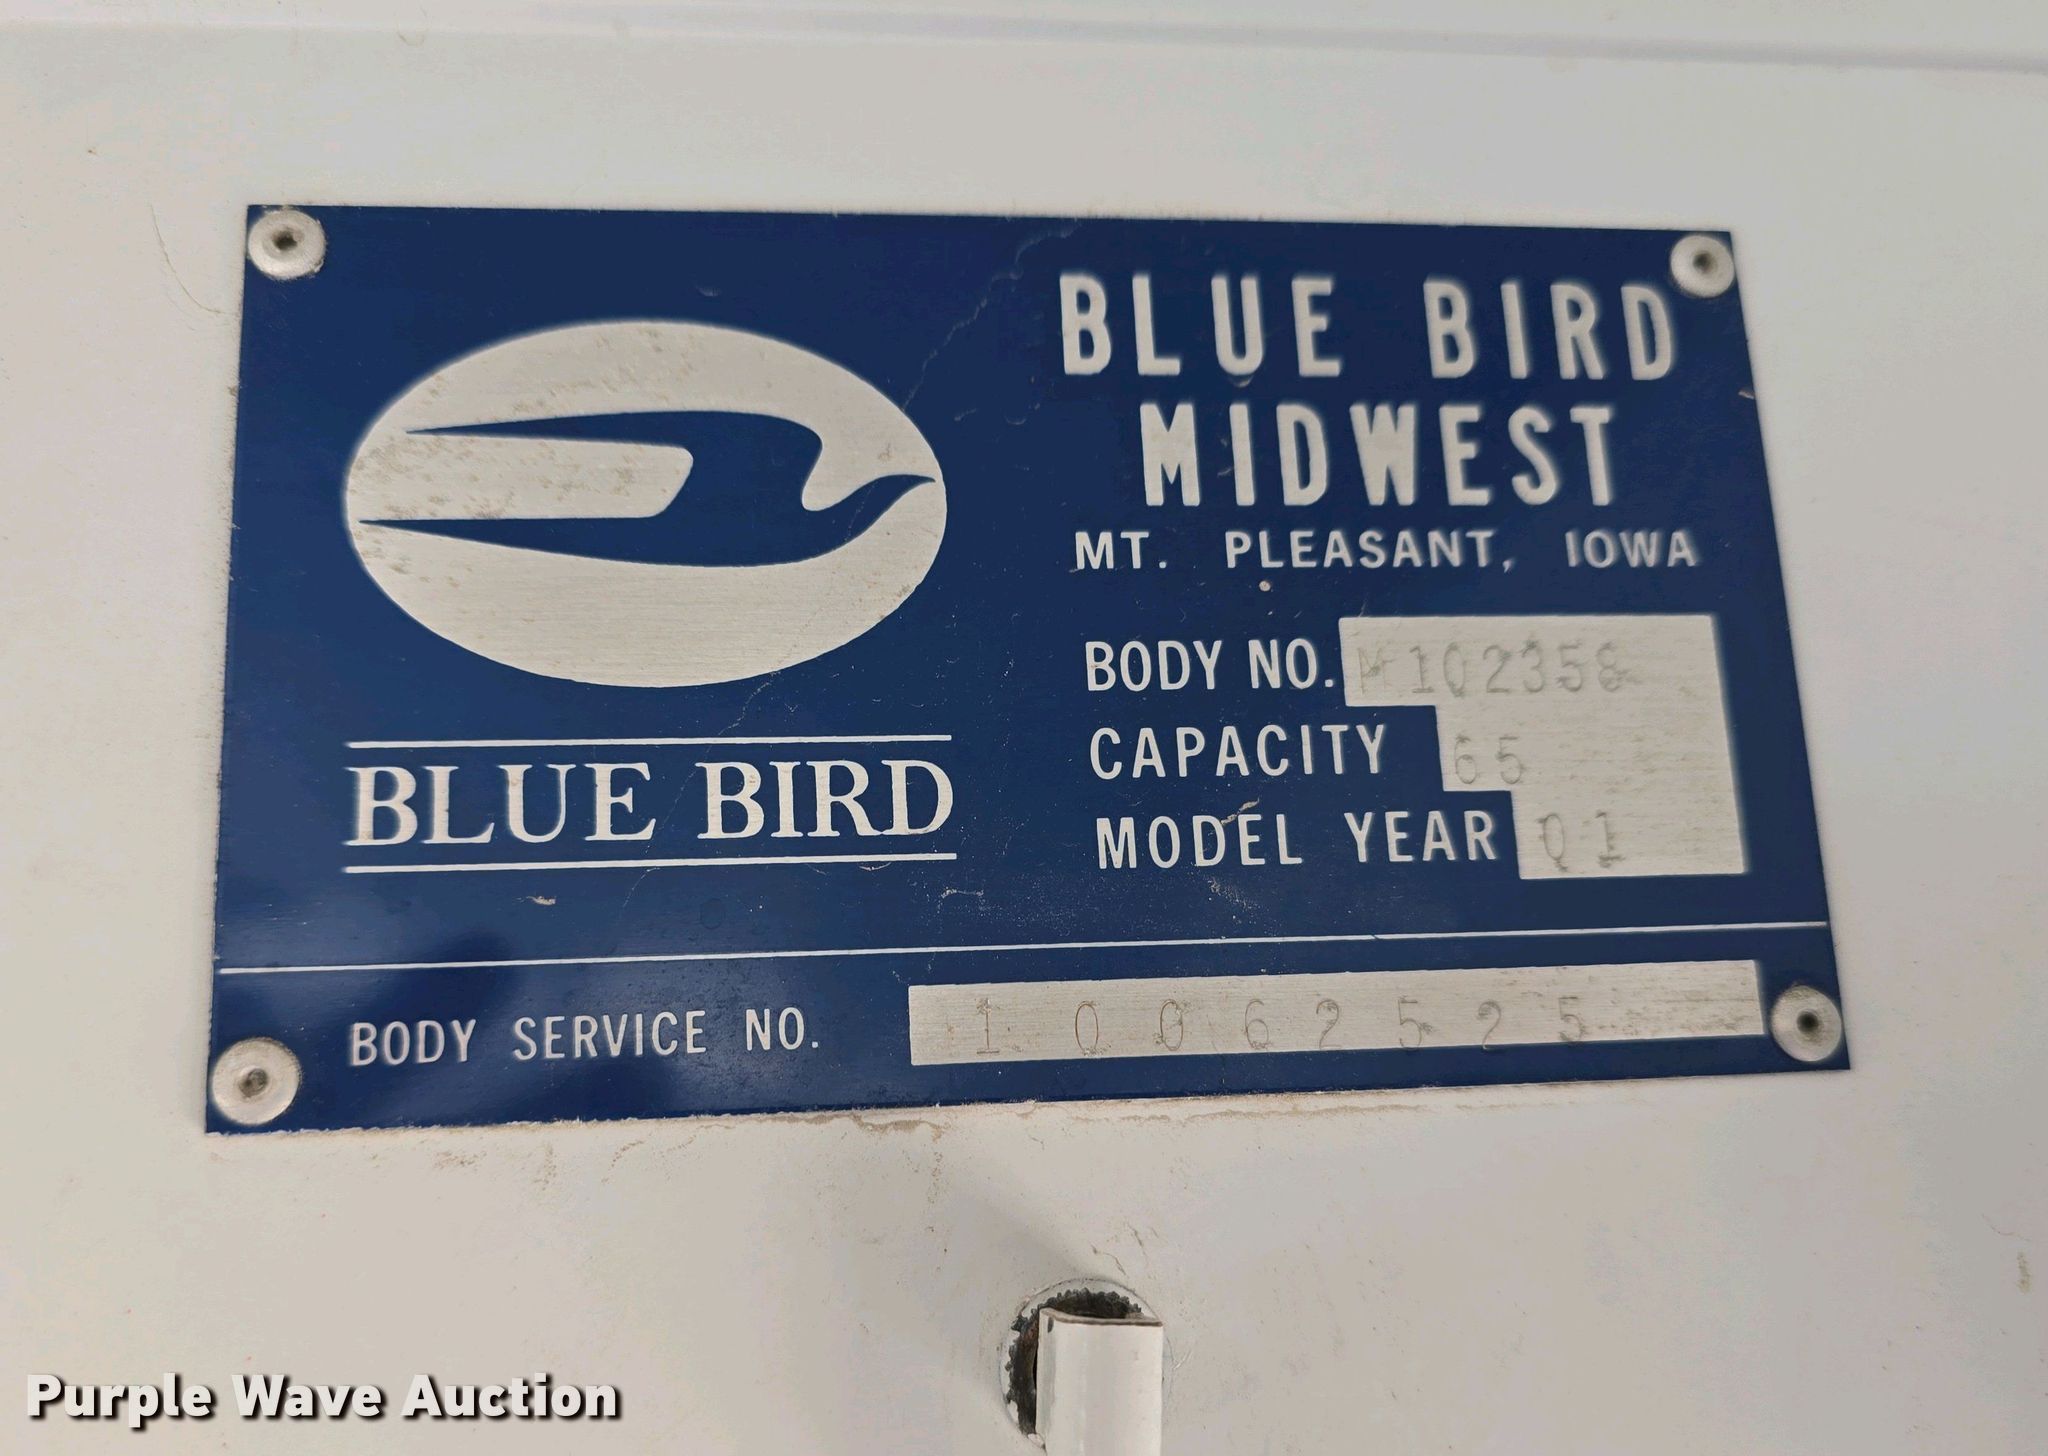 BLUE BIRD
MIDWEST
MT. PLEASANT, IOWA
BODY NO. M102358
CAPACITY 65
MODEL YEAR 01
BLUE BIRD
BODY SERVICE NO. 10062525
Purple Wave Auction